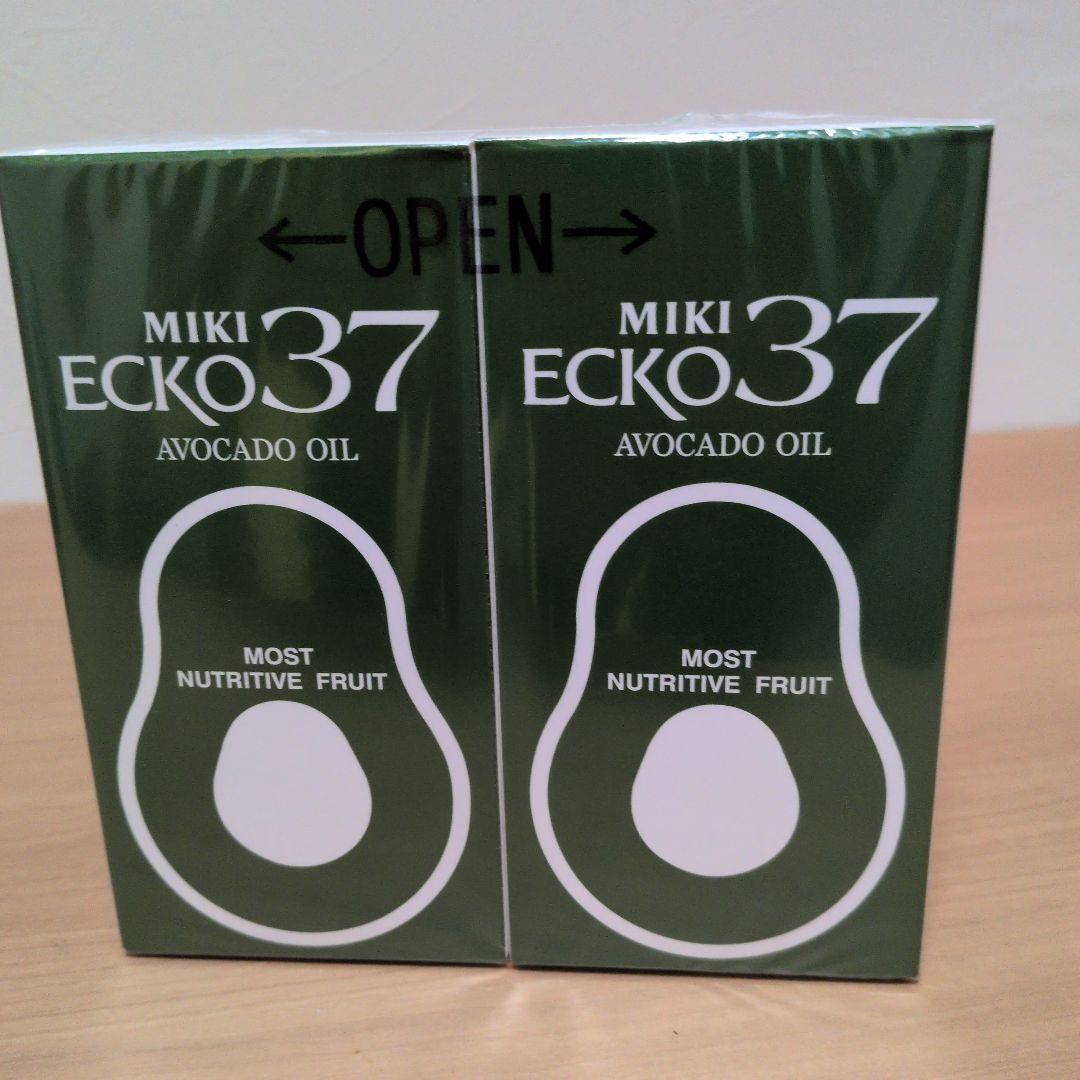 ←OPEN→
MIKI
ECKO37
AVOCADO OIL
MOST
NUTRITIVE FRUIT
MIKI
ECKO37
AVOCADO OIL
MOST
NUTRITIVE FRUIT